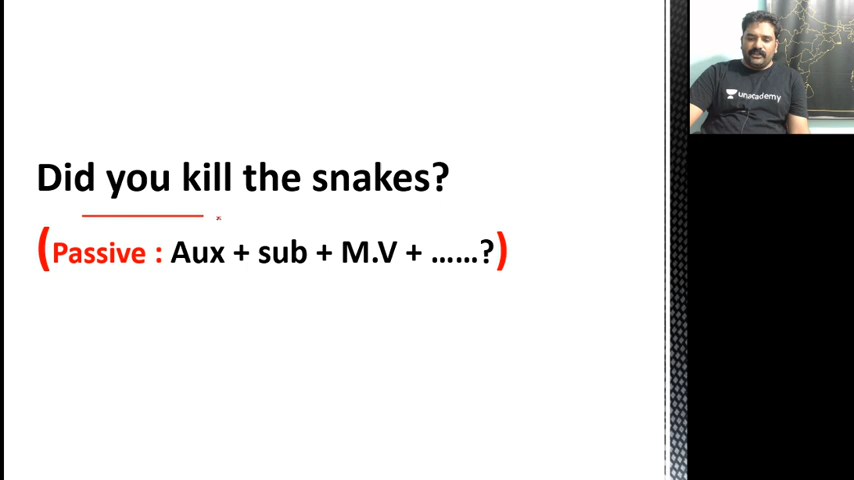 Did you kill the snakes?
(Passive : Aux + sub + M.V + ......?)
unacademy